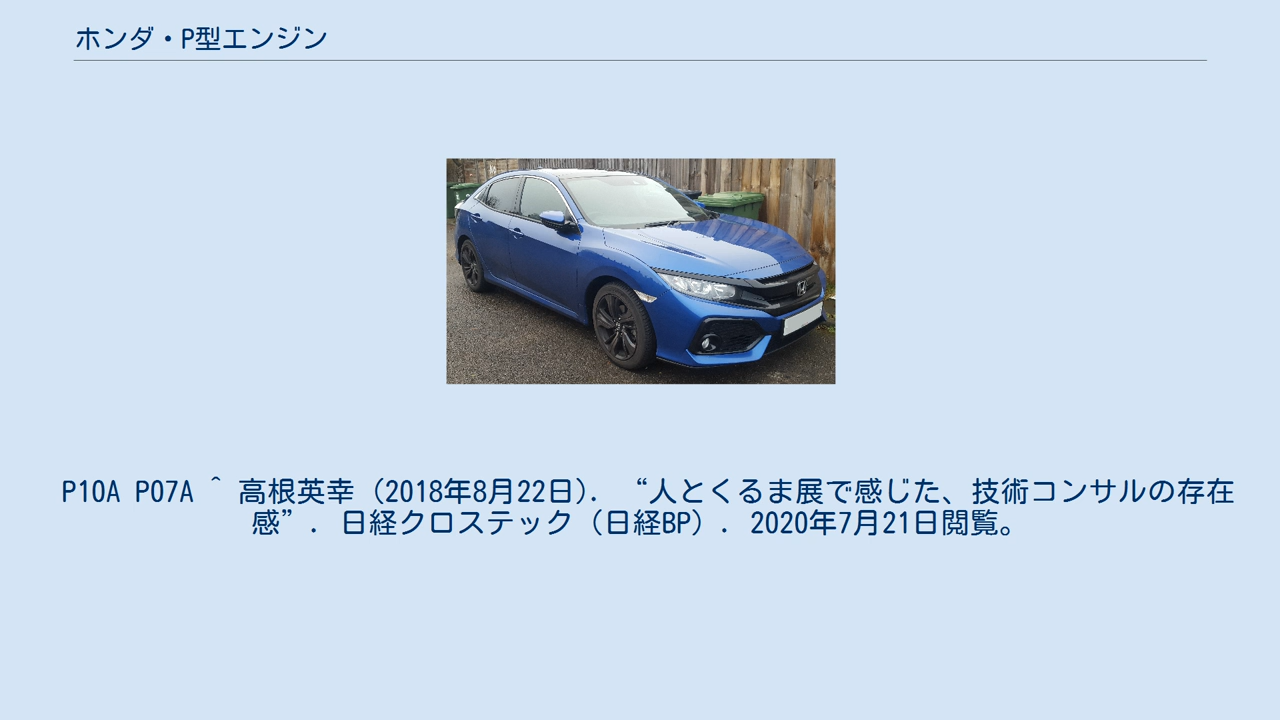 ホンダ・P型エンジン
P10A P07A ^ 高根英幸（2018年8月22日）． “人とくるま展で感じた、技術コンサルの存在
感”．日経クロステック（日経BP）．2020年7月21日閲覧。